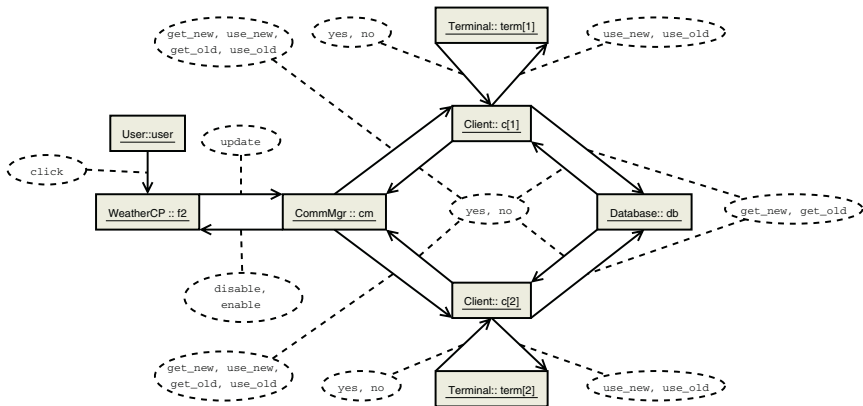 Terminal:: term[1]
get_new, use_new,
get_old, use_old
yes, no
use_new, use_old
Client:: c[1]
User::user
update
click
WeatherCP :: f2
CommMgr :: cm
yes, no
Database:: db
get_new, get_old
disable,
enable
Client:: c[2]
get_new, use_new,
get_old, use_old
yes, no
Terminal:: term[2]
use_new, use_old